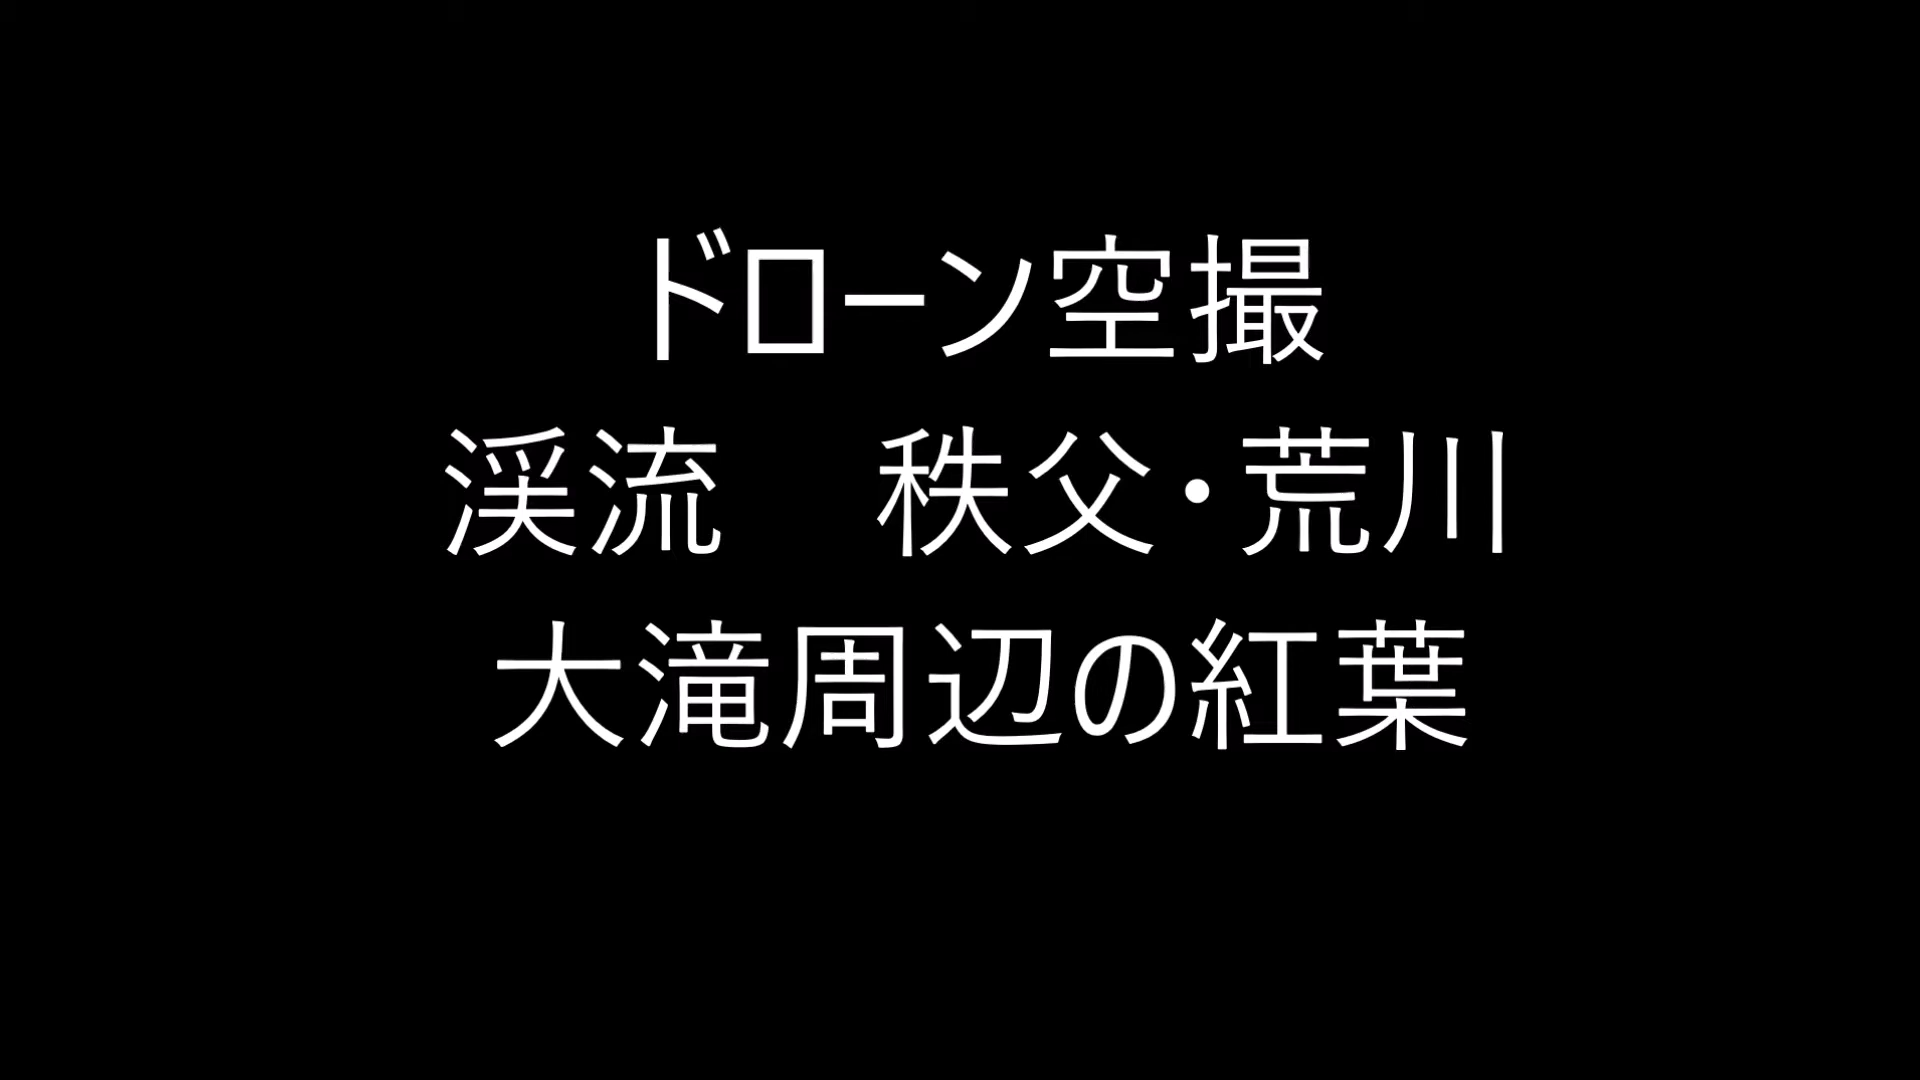 ドローン空撮
渓流　秩父・荒川
大滝周辺の紅葉